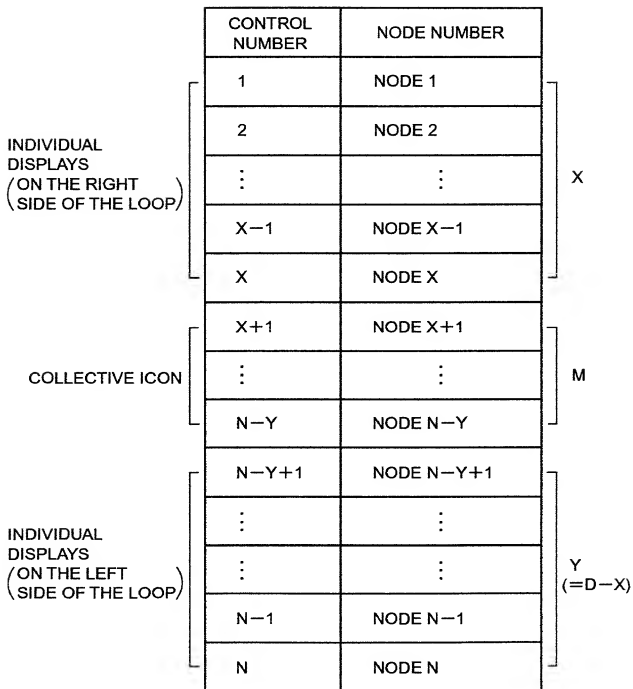 CONTROL NUMBER NODE NUMBER
1 NODE 1
2 NODE 2
⋮ ⋮
X−1 NODE X−1
X NODE X
X+1 NODE X+1
⋮ ⋮
N−Y NODE N−Y
N−Y+1 NODE N−Y+1
⋮ ⋮
⋮ ⋮
N−1 NODE N−1
N NODE N
INDIVIDUAL
DISPLAYS
(ON THE RIGHT
SIDE OF THE LOOP)
X
COLLECTIVE ICON
M
INDIVIDUAL
DISPLAYS
(ON THE LEFT
SIDE OF THE LOOP)
Y
(=D−X)